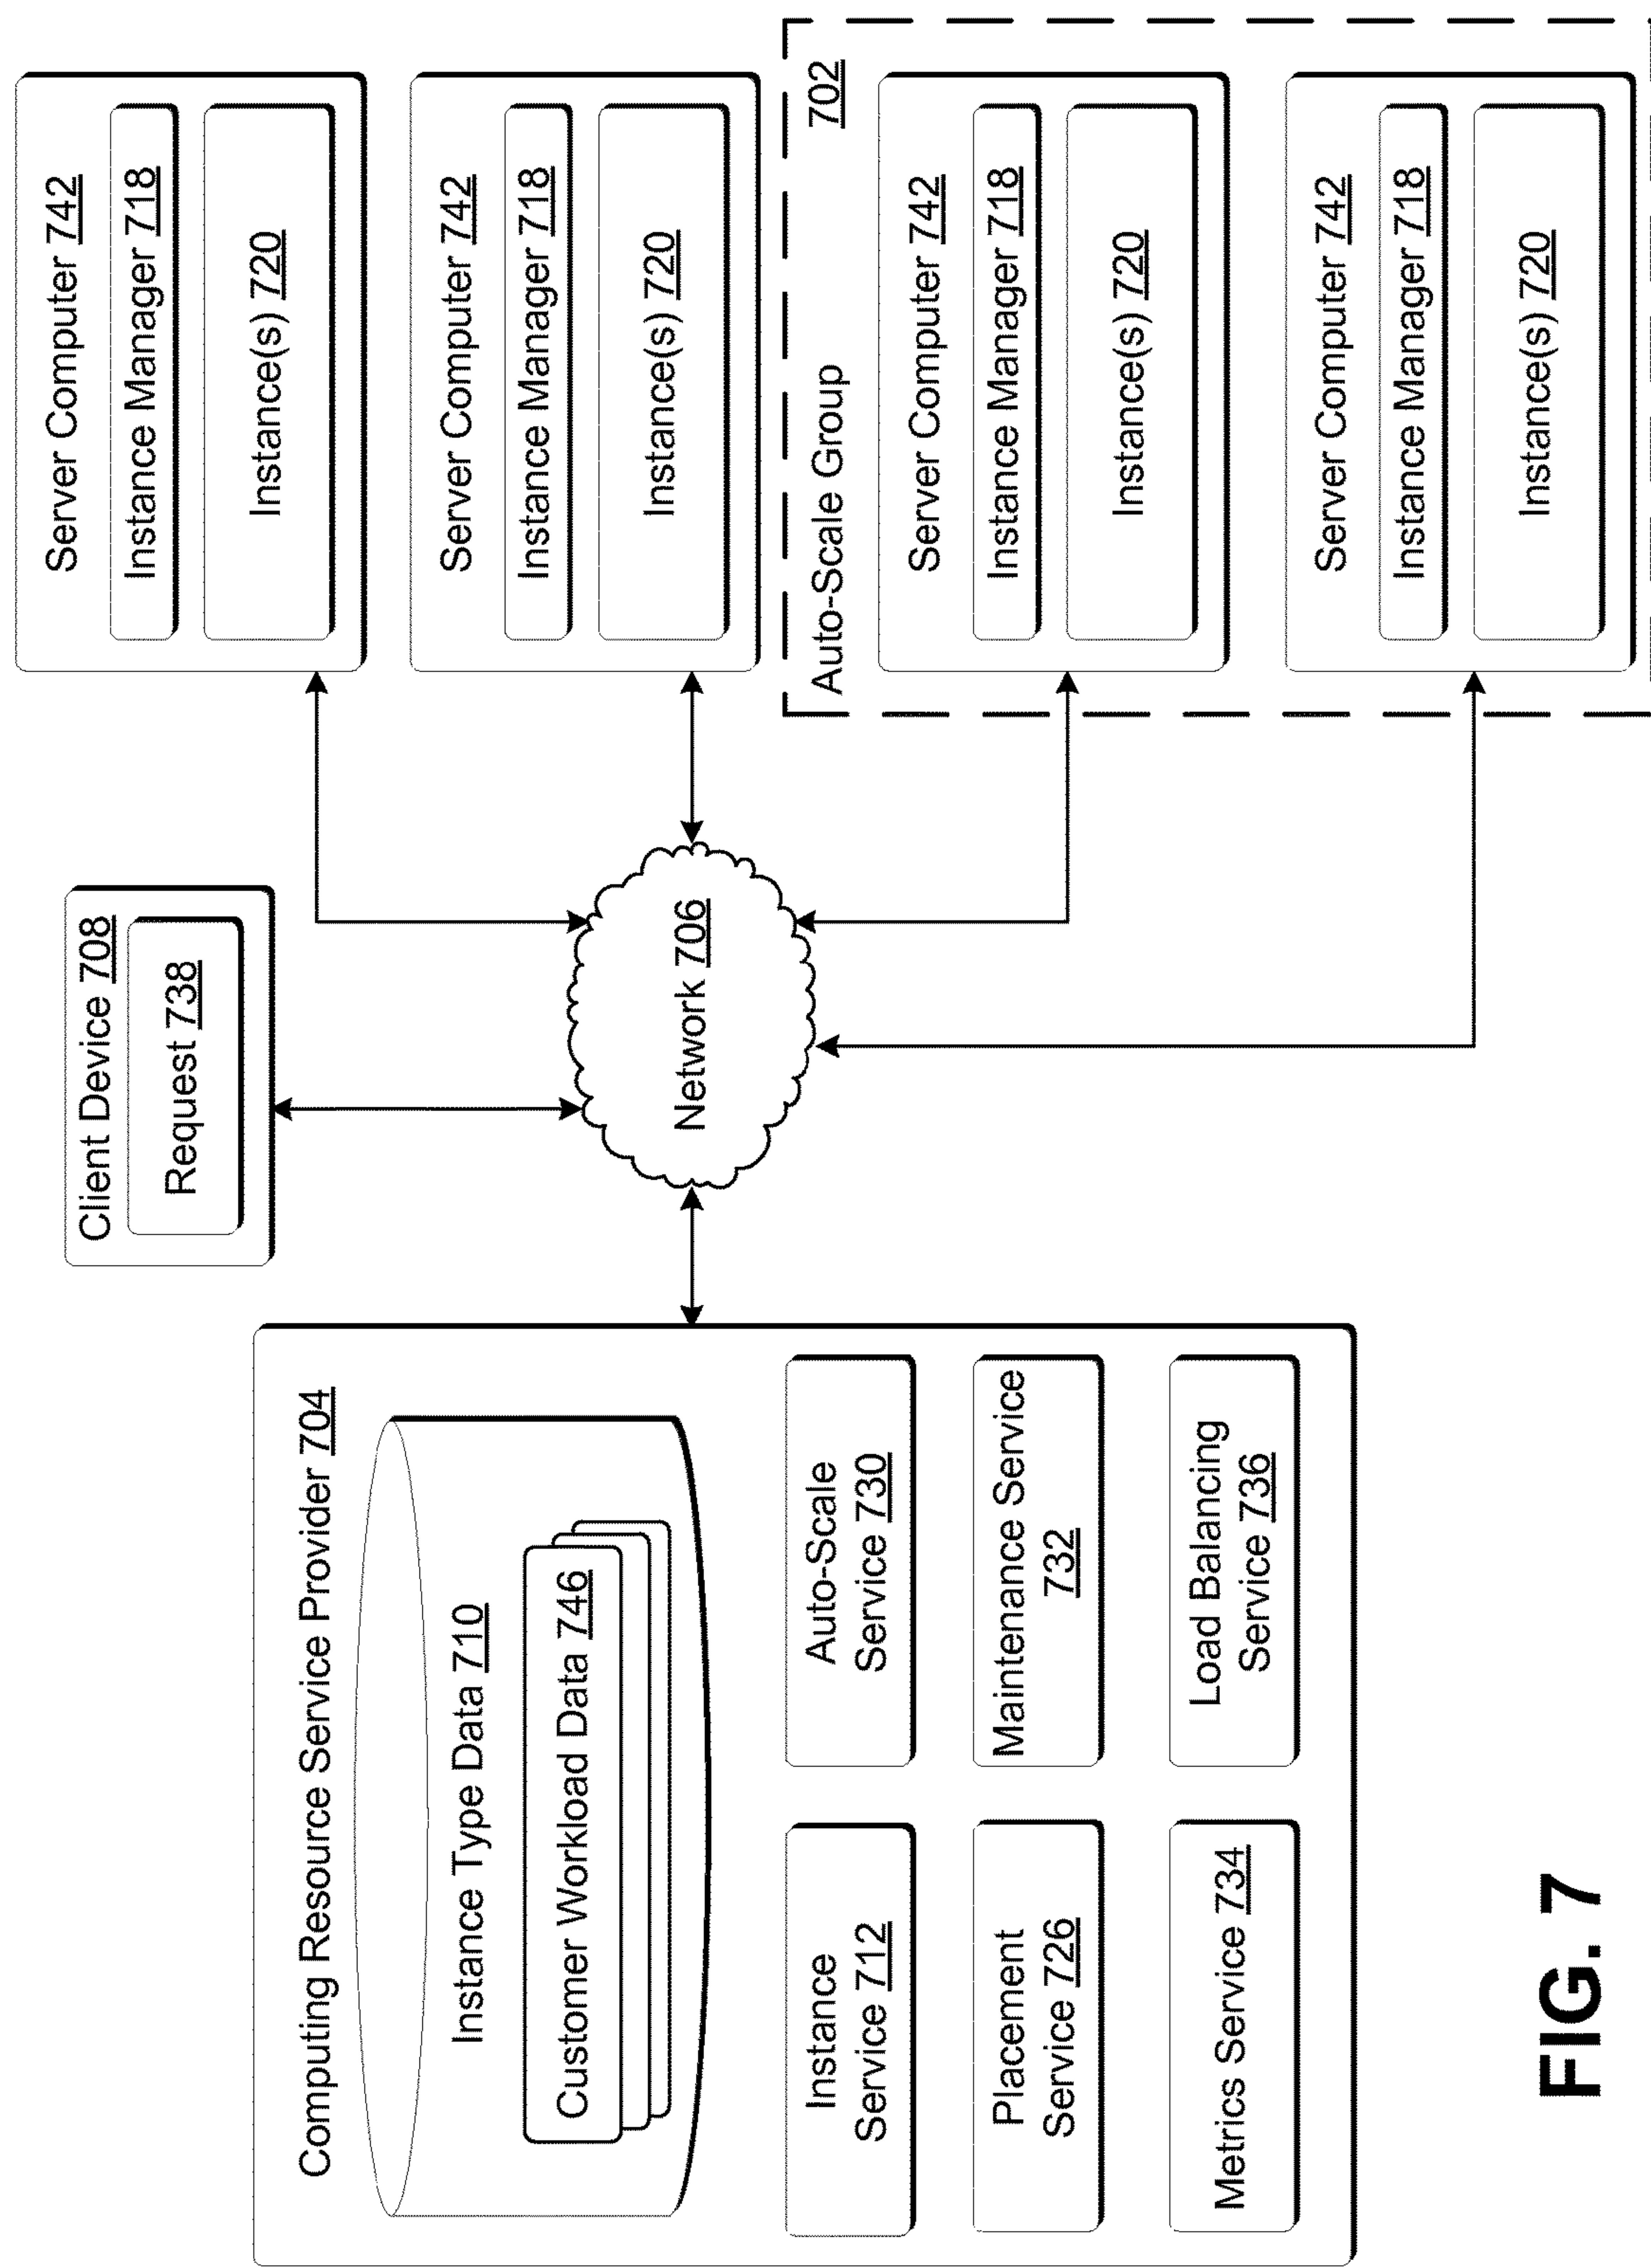 Computing Resource Service Provider 704
Instance Type Data 710
Customer Workload Data 746
Instance
Service 712
Auto-Scale
Service 730
Placement
Service 726
Maintenance Service
732
Metrics Service 734
Load Balancing
Service 736
Client Device 708
Request 738
Network 706
Server Computer 742
Instance Manager 718
Instance(s) 720
Server Computer 742
Instance Manager 718
Instance(s) 720
Auto-Scale Group 702
Server Computer 742
Instance Manager 718
Instance(s) 720
Server Computer 742
Instance Manager 718
Instance(s) 720
FIG. 7